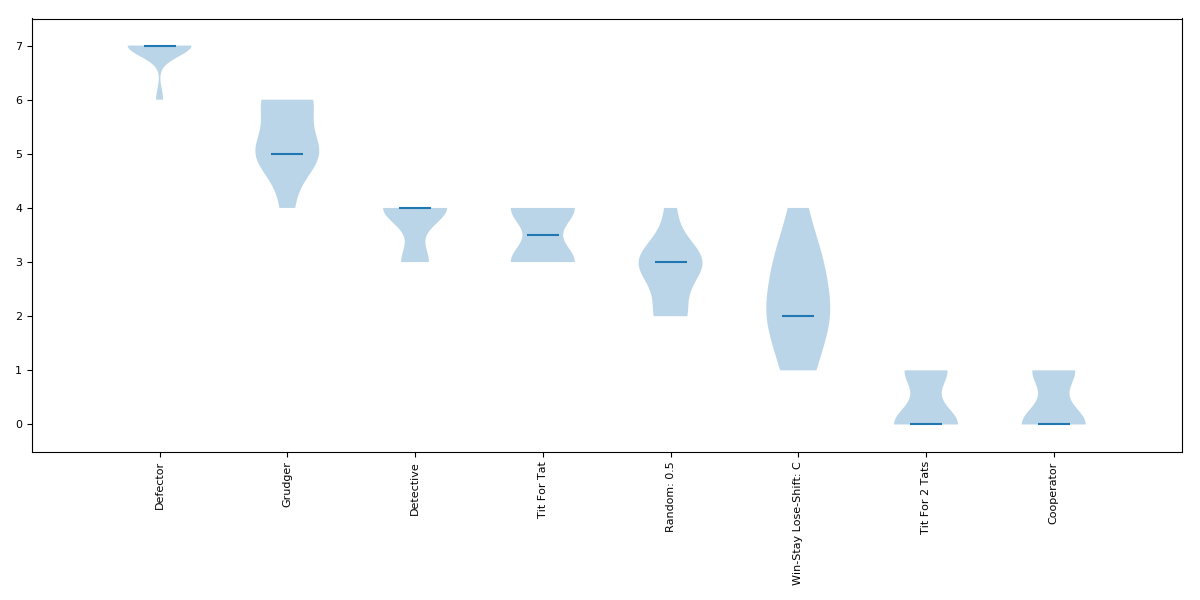 7
6
5
4
3
2
1
0
Defector
Grudger
Detective
Tit For Tat
Random: 0.5
Win-Stay Lose-Shift: C
Tit For 2 Tats
Cooperator